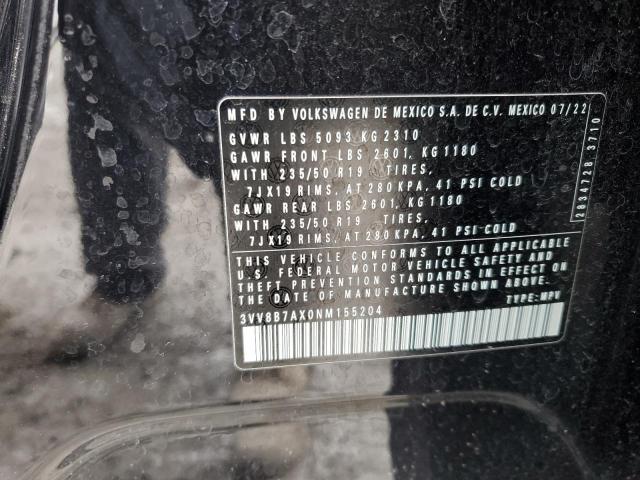 MFD BY VOLKSWAGEN DE MEXICO S.A. DE C.V. MEXICO 07/22
GVWR LBS 5093 KG 2310
GAWR FRONT LBS 2601, KG 1180
WITH 235/50 R19 TIRES,
7JX19 RIMS, AT 280 KPA, 41 PSI COLD
GAWR REAR LBS 2601, KG 1180
WITH 235/50 R19 TIRES,
7JX19 RIMS, AT 280 KPA, 41 PSI COLD
THIS VEHICLE CONFORMS TO ALL APPLICABLE
U.S. FEDERAL MOTOR VEHICLE SAFETY AND
THEFT PREVENTION STANDARDS IN EFFECT ON
THE DATE OF MANUFACTURE SHOWN ABOVE.
3VV8B7AX0NM155204 TYPE:MPV
2834728 3710